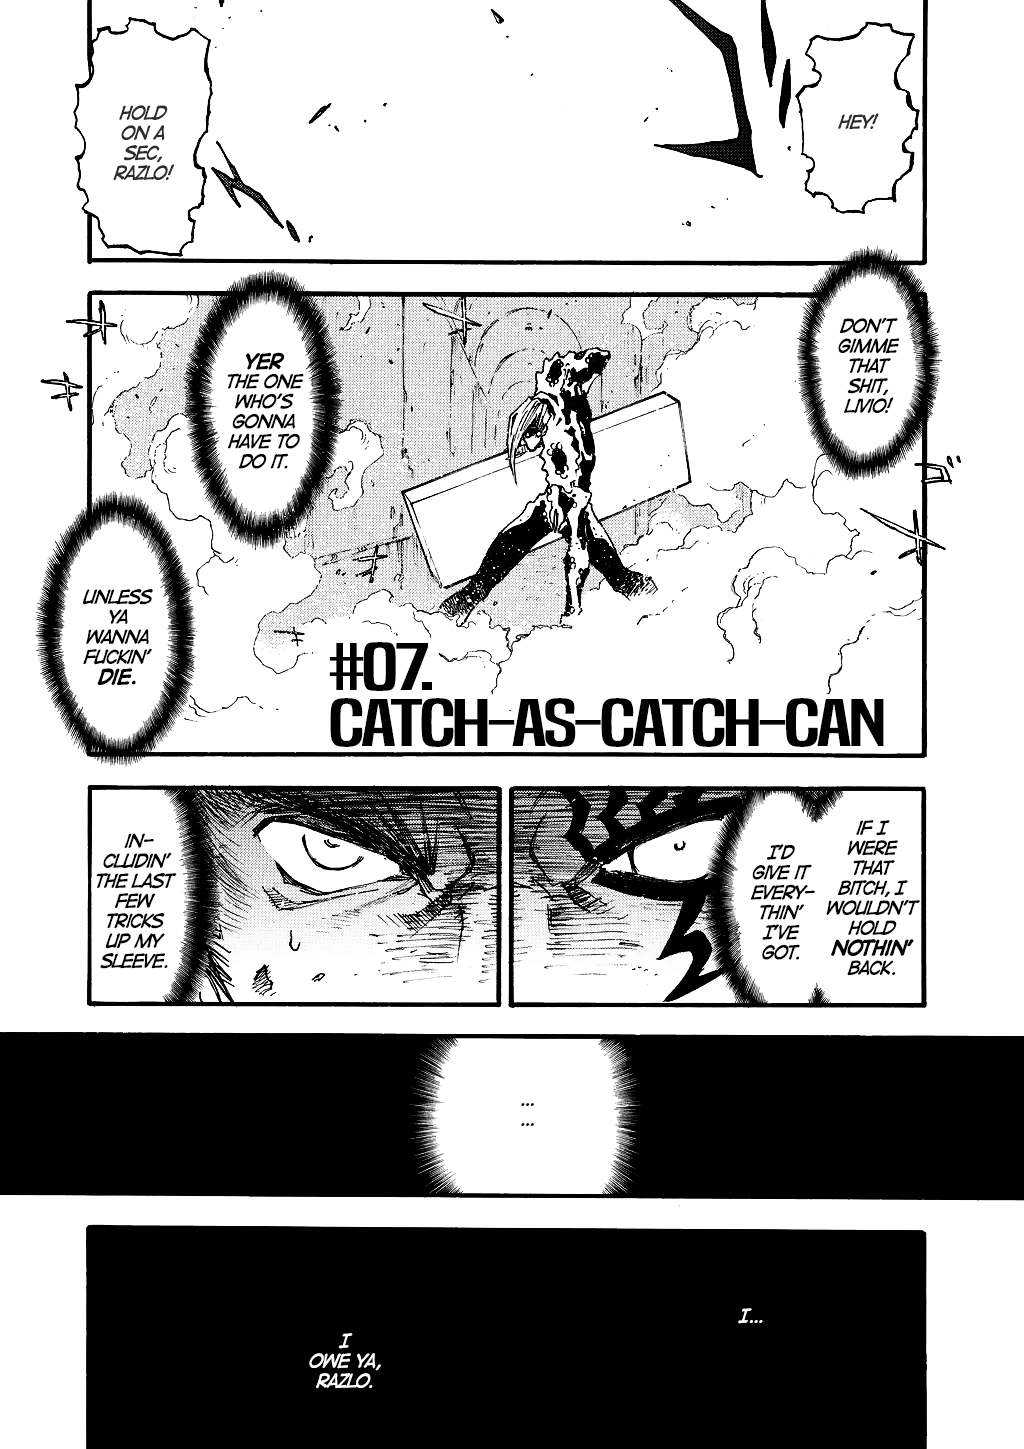 HEY!
HOLD
ON A
SEC,
RAZLO!
DON'T
GIMME
THAT
SHIT,
LIVIO!
YER
THE ONE
WHO'S
GONNA
HAVE TO
DO IT.
UNLESS
YA
WANNA
FUCKIN'
DIE.
#07.
CATCH-AS-CATCH-CAN
IF I
WERE
THAT
BITCH, I
WOULDN'T
HOLD
NOTHIN'
BACK.
I'D
GIVE IT
EVERY-
THIN'
I'VE
GOT.
IN-
CLUDIN'
THE LAST
FEW
TRICKS
UP MY
SLEEVE.
...
...
I...
I
OWE YA,
RAZLO.